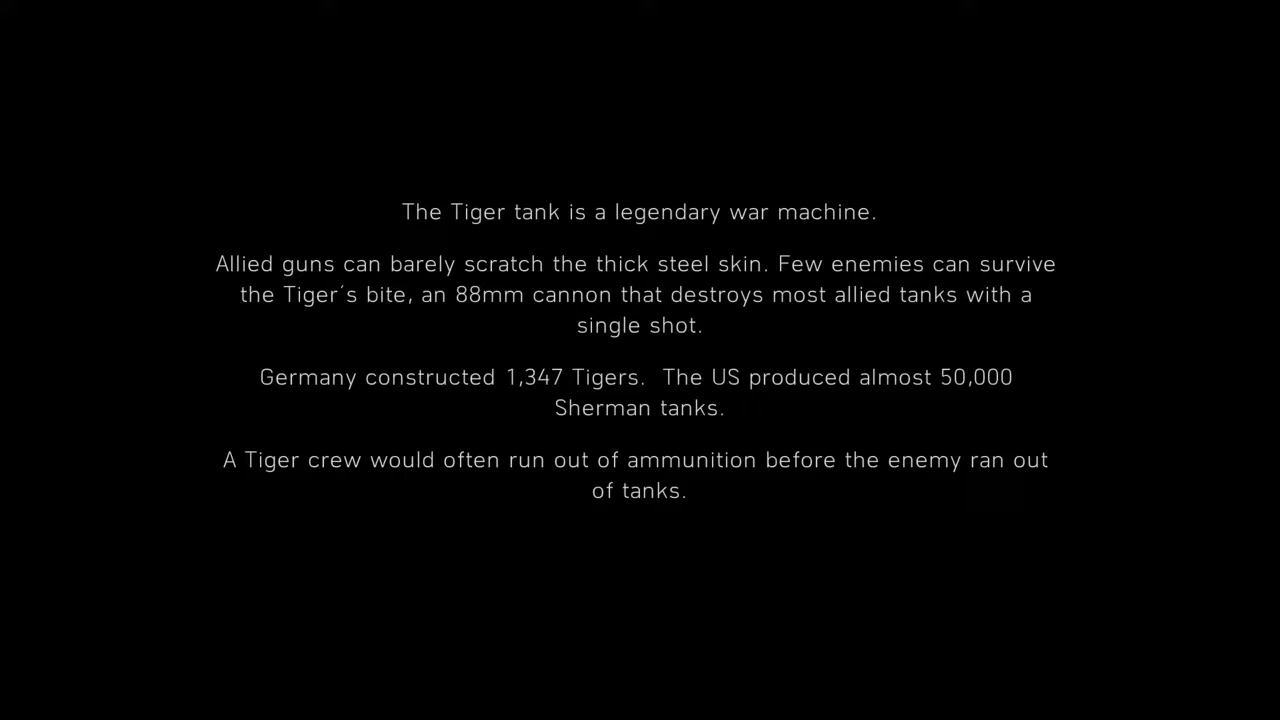 The Tiger tank is a legendary war machine.
Allied guns can barely scratch the thick steel skin. Few enemies can survive
the Tiger´s bite, an 88mm cannon that destroys most allied tanks with a
single shot.
Germany constructed 1,347 Tigers.  The US produced almost 50,000
Sherman tanks.
A Tiger crew would often run out of ammunition before the enemy ran out
of tanks.